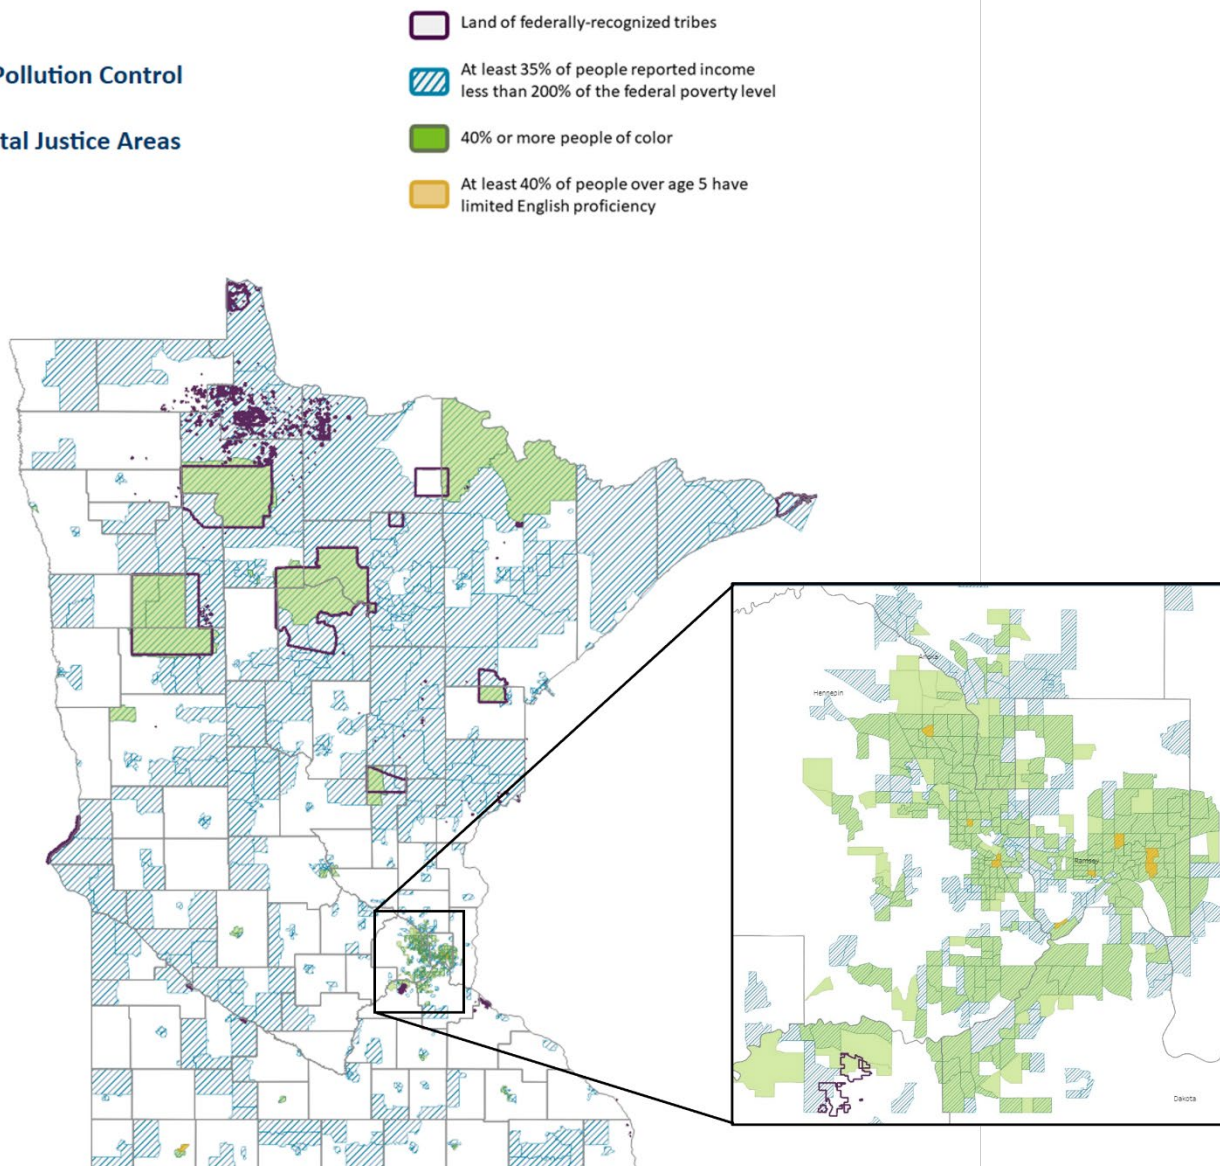 Land of federally-recognized tribes
Pollution Control
At least 35% of people reported income
less than 200% of the federal poverty level
tal Justice Areas
40% or more people of color
At least 40% of people over age 5 have
limited English proficiency
Anoka
Hennepin
Ramsey
Dakota